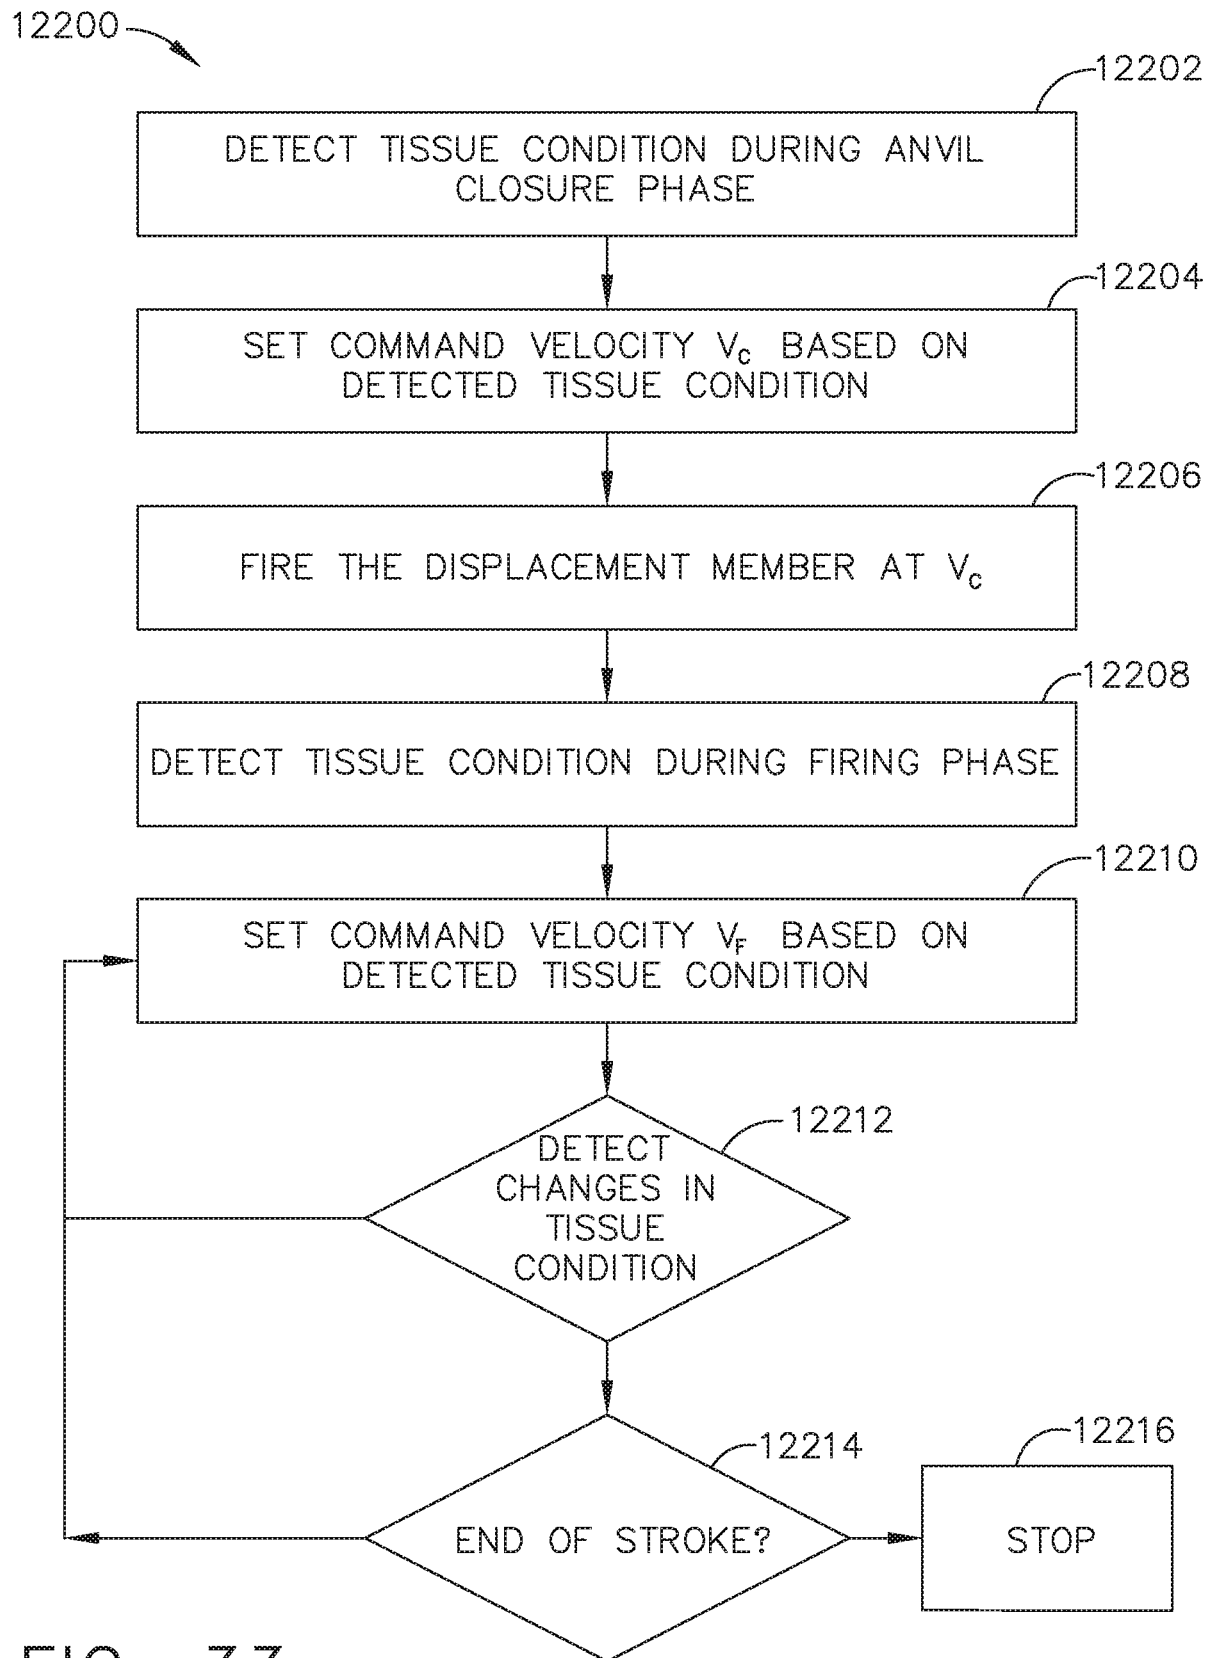 12200
12202
DETECT TISSUE CONDITION DURING ANVIL
CLOSURE PHASE
12204
SET COMMAND VELOCITY VC BASED ON
DETECTED TISSUE CONDITION
12206
FIRE THE DISPLACEMENT MEMBER AT VC
12208
DETECT TISSUE CONDITION DURING FIRING PHASE
12210
SET COMMAND VELOCITY VF BASED ON
DETECTED TISSUE CONDITION
12212
DETECT
CHANGES IN
TISSUE
CONDITION
12214
END OF STROKE?
12216
STOP
FIG. 33